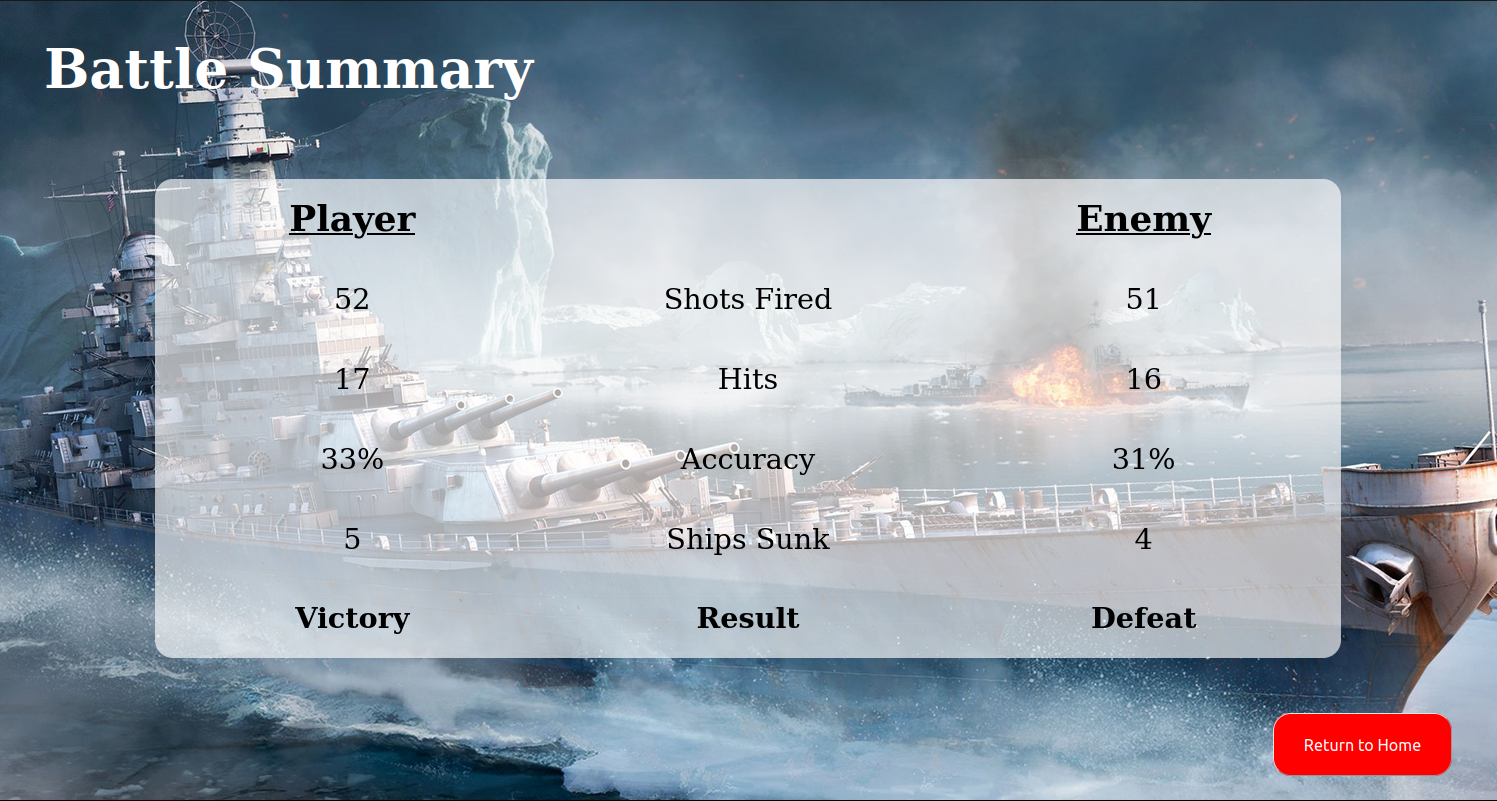 Battle Summary
Player Enemy
52 Shots Fired 51
17 Hits 16
33% Accuracy 31%
5 Ships Sunk 4
Victory Result Defeat
Return to Home